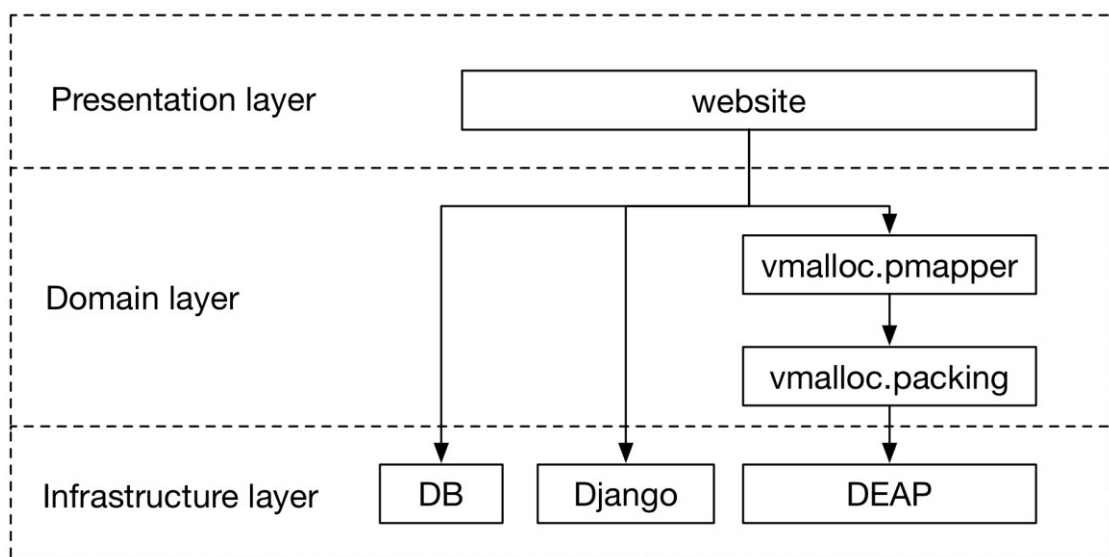 Presentation layer
website
vmalloc.pmapper
Domain layer
vmalloc.packing
Infrastructure layer
DB
Django
DEAP